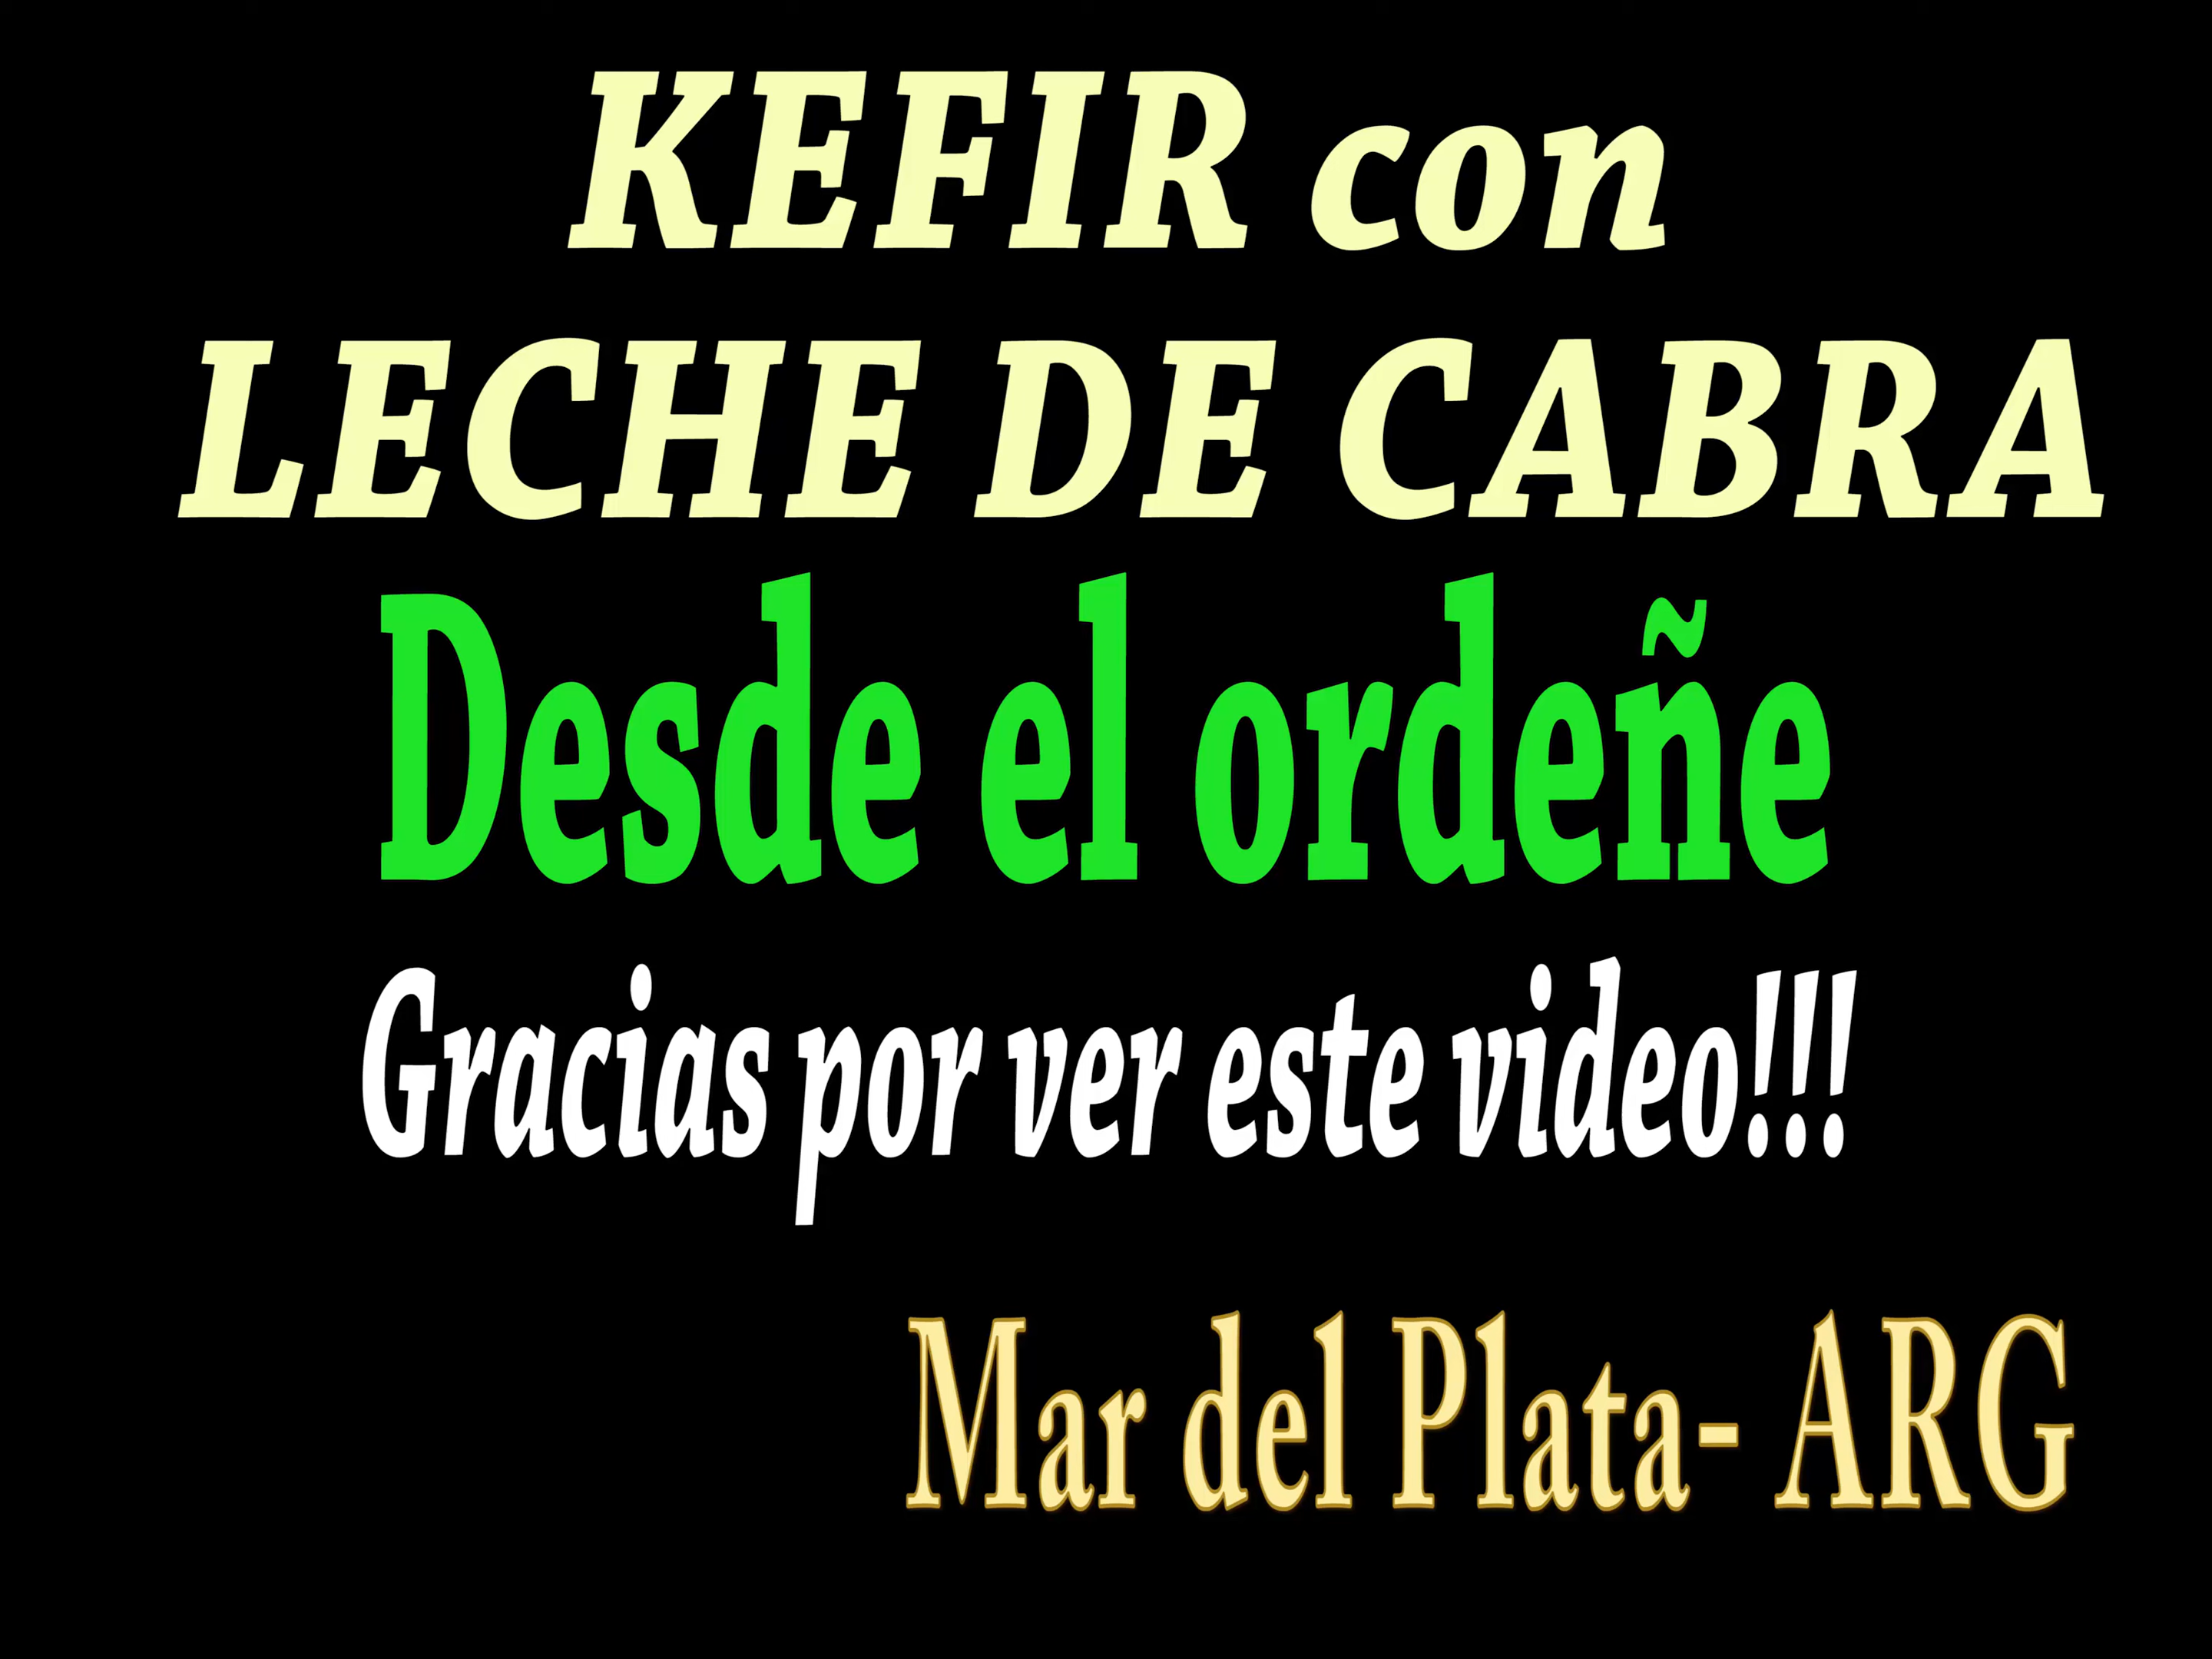 KEFIR con
LECHE DE CABRA
Desde el ordeñe
Gracias por ver este video!!!
Mar del Plata- ARG